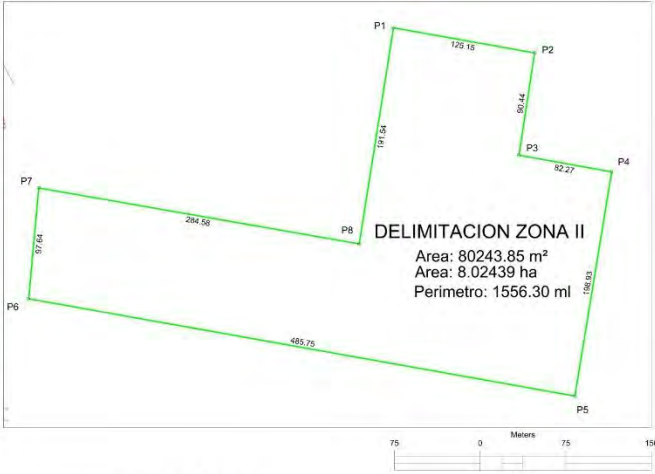 P1
125.15
P2
90.44
191.54
P3
P4
82.27
P7
284.58
P8
DELIMITACION ZONA II
Area: 80243.85 m²
Area: 8.02439 ha
Perimetro: 1556.30 ml
97.64
198.93
P6
485.75
P5
Meters
75 0 75 150